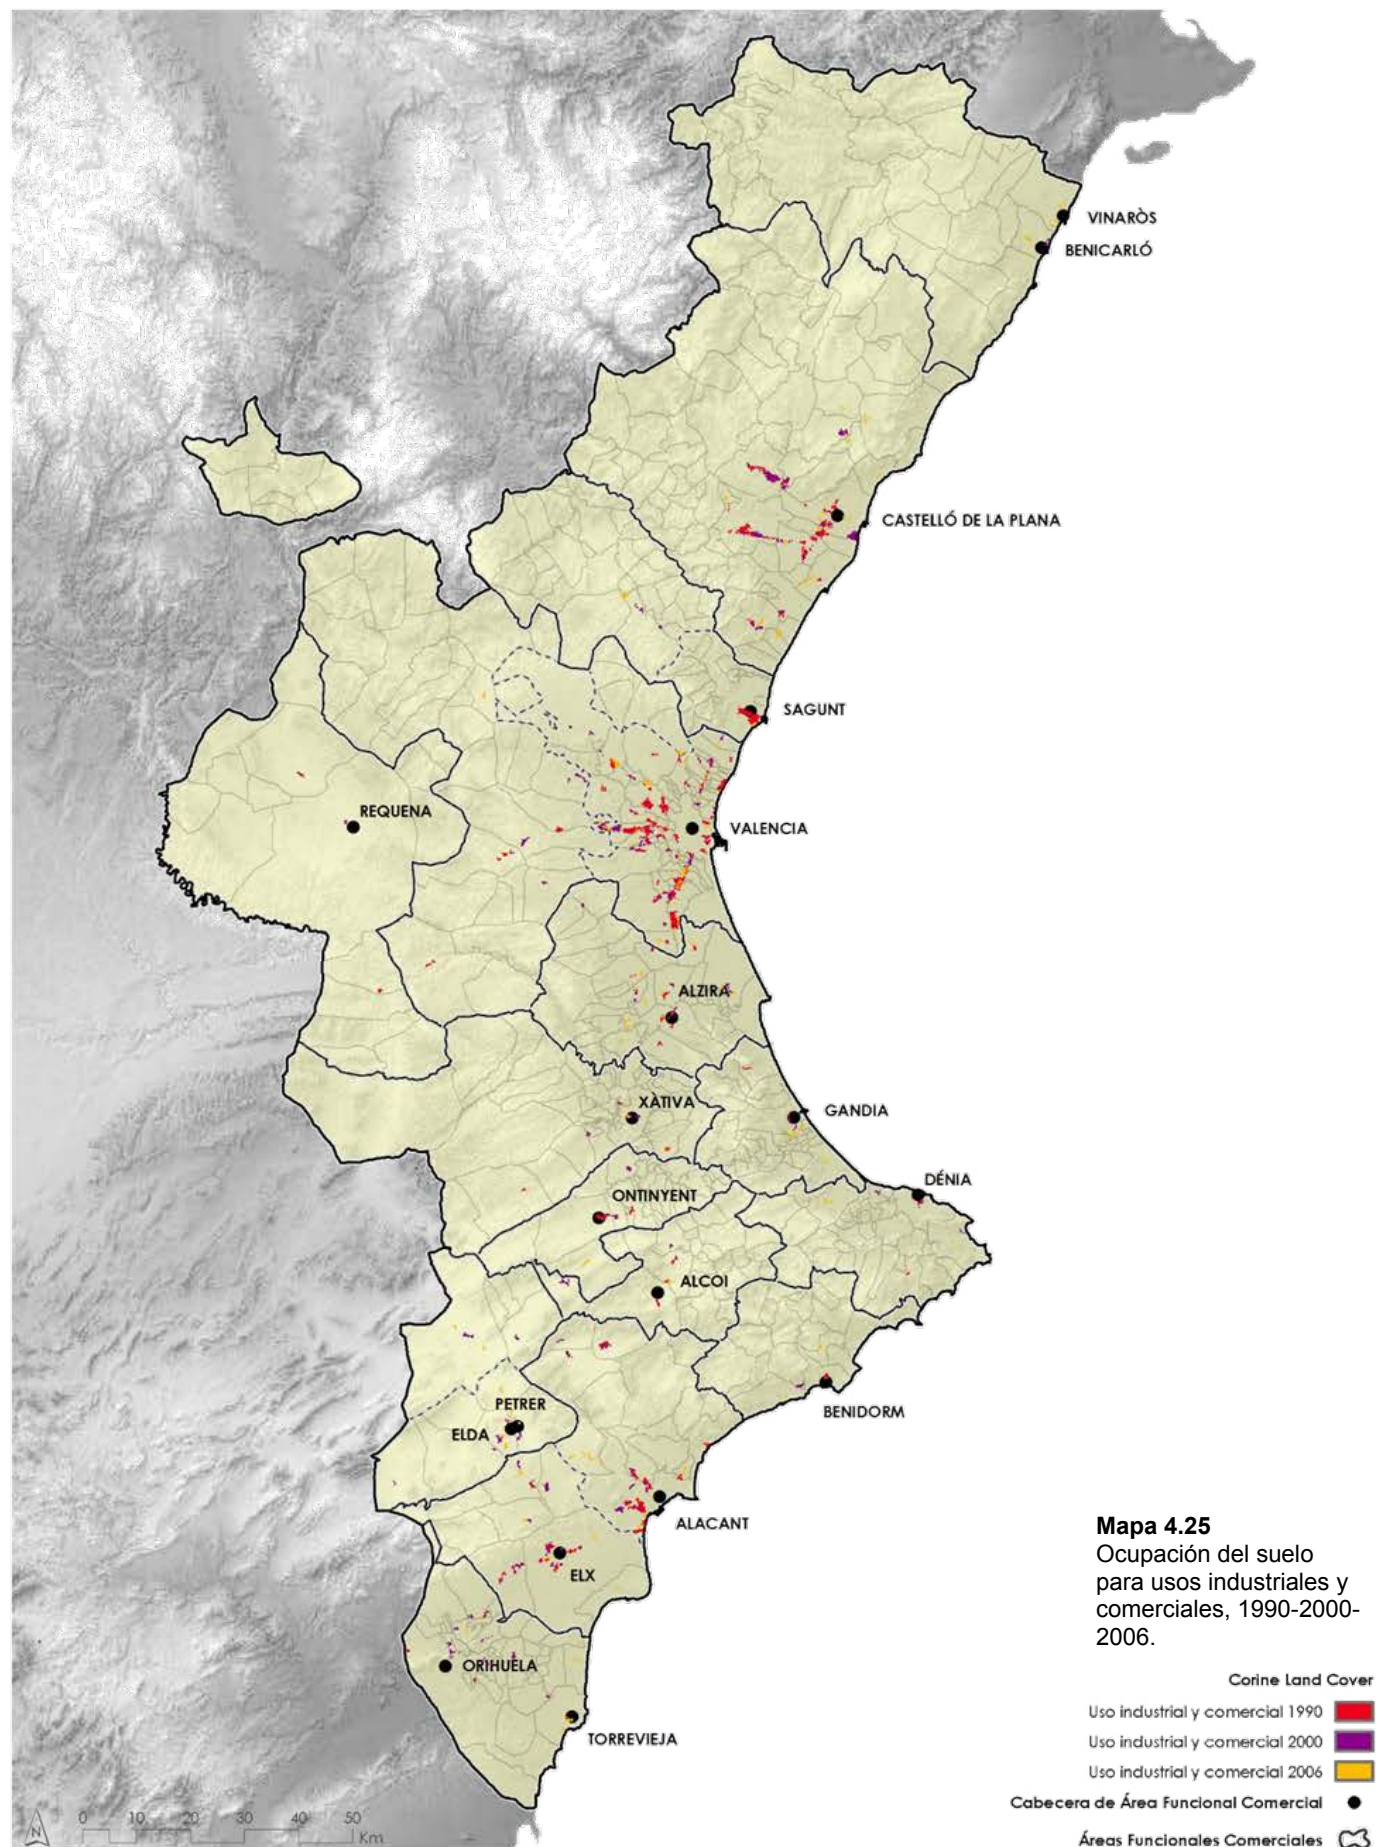 VINARÒS
BENICARLÓ
CASTELLÓ DE LA PLANA
SAGUNT
REQUENA
VALENCIA
ALZIRA
XÀTIVA
GANDIA
DÉNIA
ONTINYENT
ALCOI
PETRER
ELDA
BENIDORM
ALACANT
ELX
ORIHUELA
TORREVIEJA
Mapa 4.25
Ocupación del suelo
para usos industriales y
comerciales, 1990-2000-
2006.
Corine Land Cover
Uso industrial y comercial 1990
Uso industrial y comercial 2000
Uso industrial y comercial 2006
Cabecera de Área Funcional Comercial
Áreas Funcionales Comerciales
N
0 10 20 30 40 50
Km